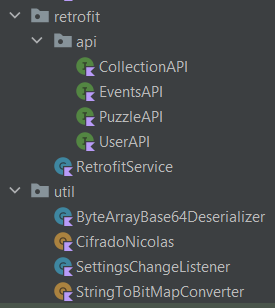 retrofit
api
CollectionAPI
EventsAPI
PuzzleAPI
UserAPI
RetrofitService
util
ByteArrayBase64Deserializer
CifradoNicolas
SettingsChangeListener
StringToBitMapConverter